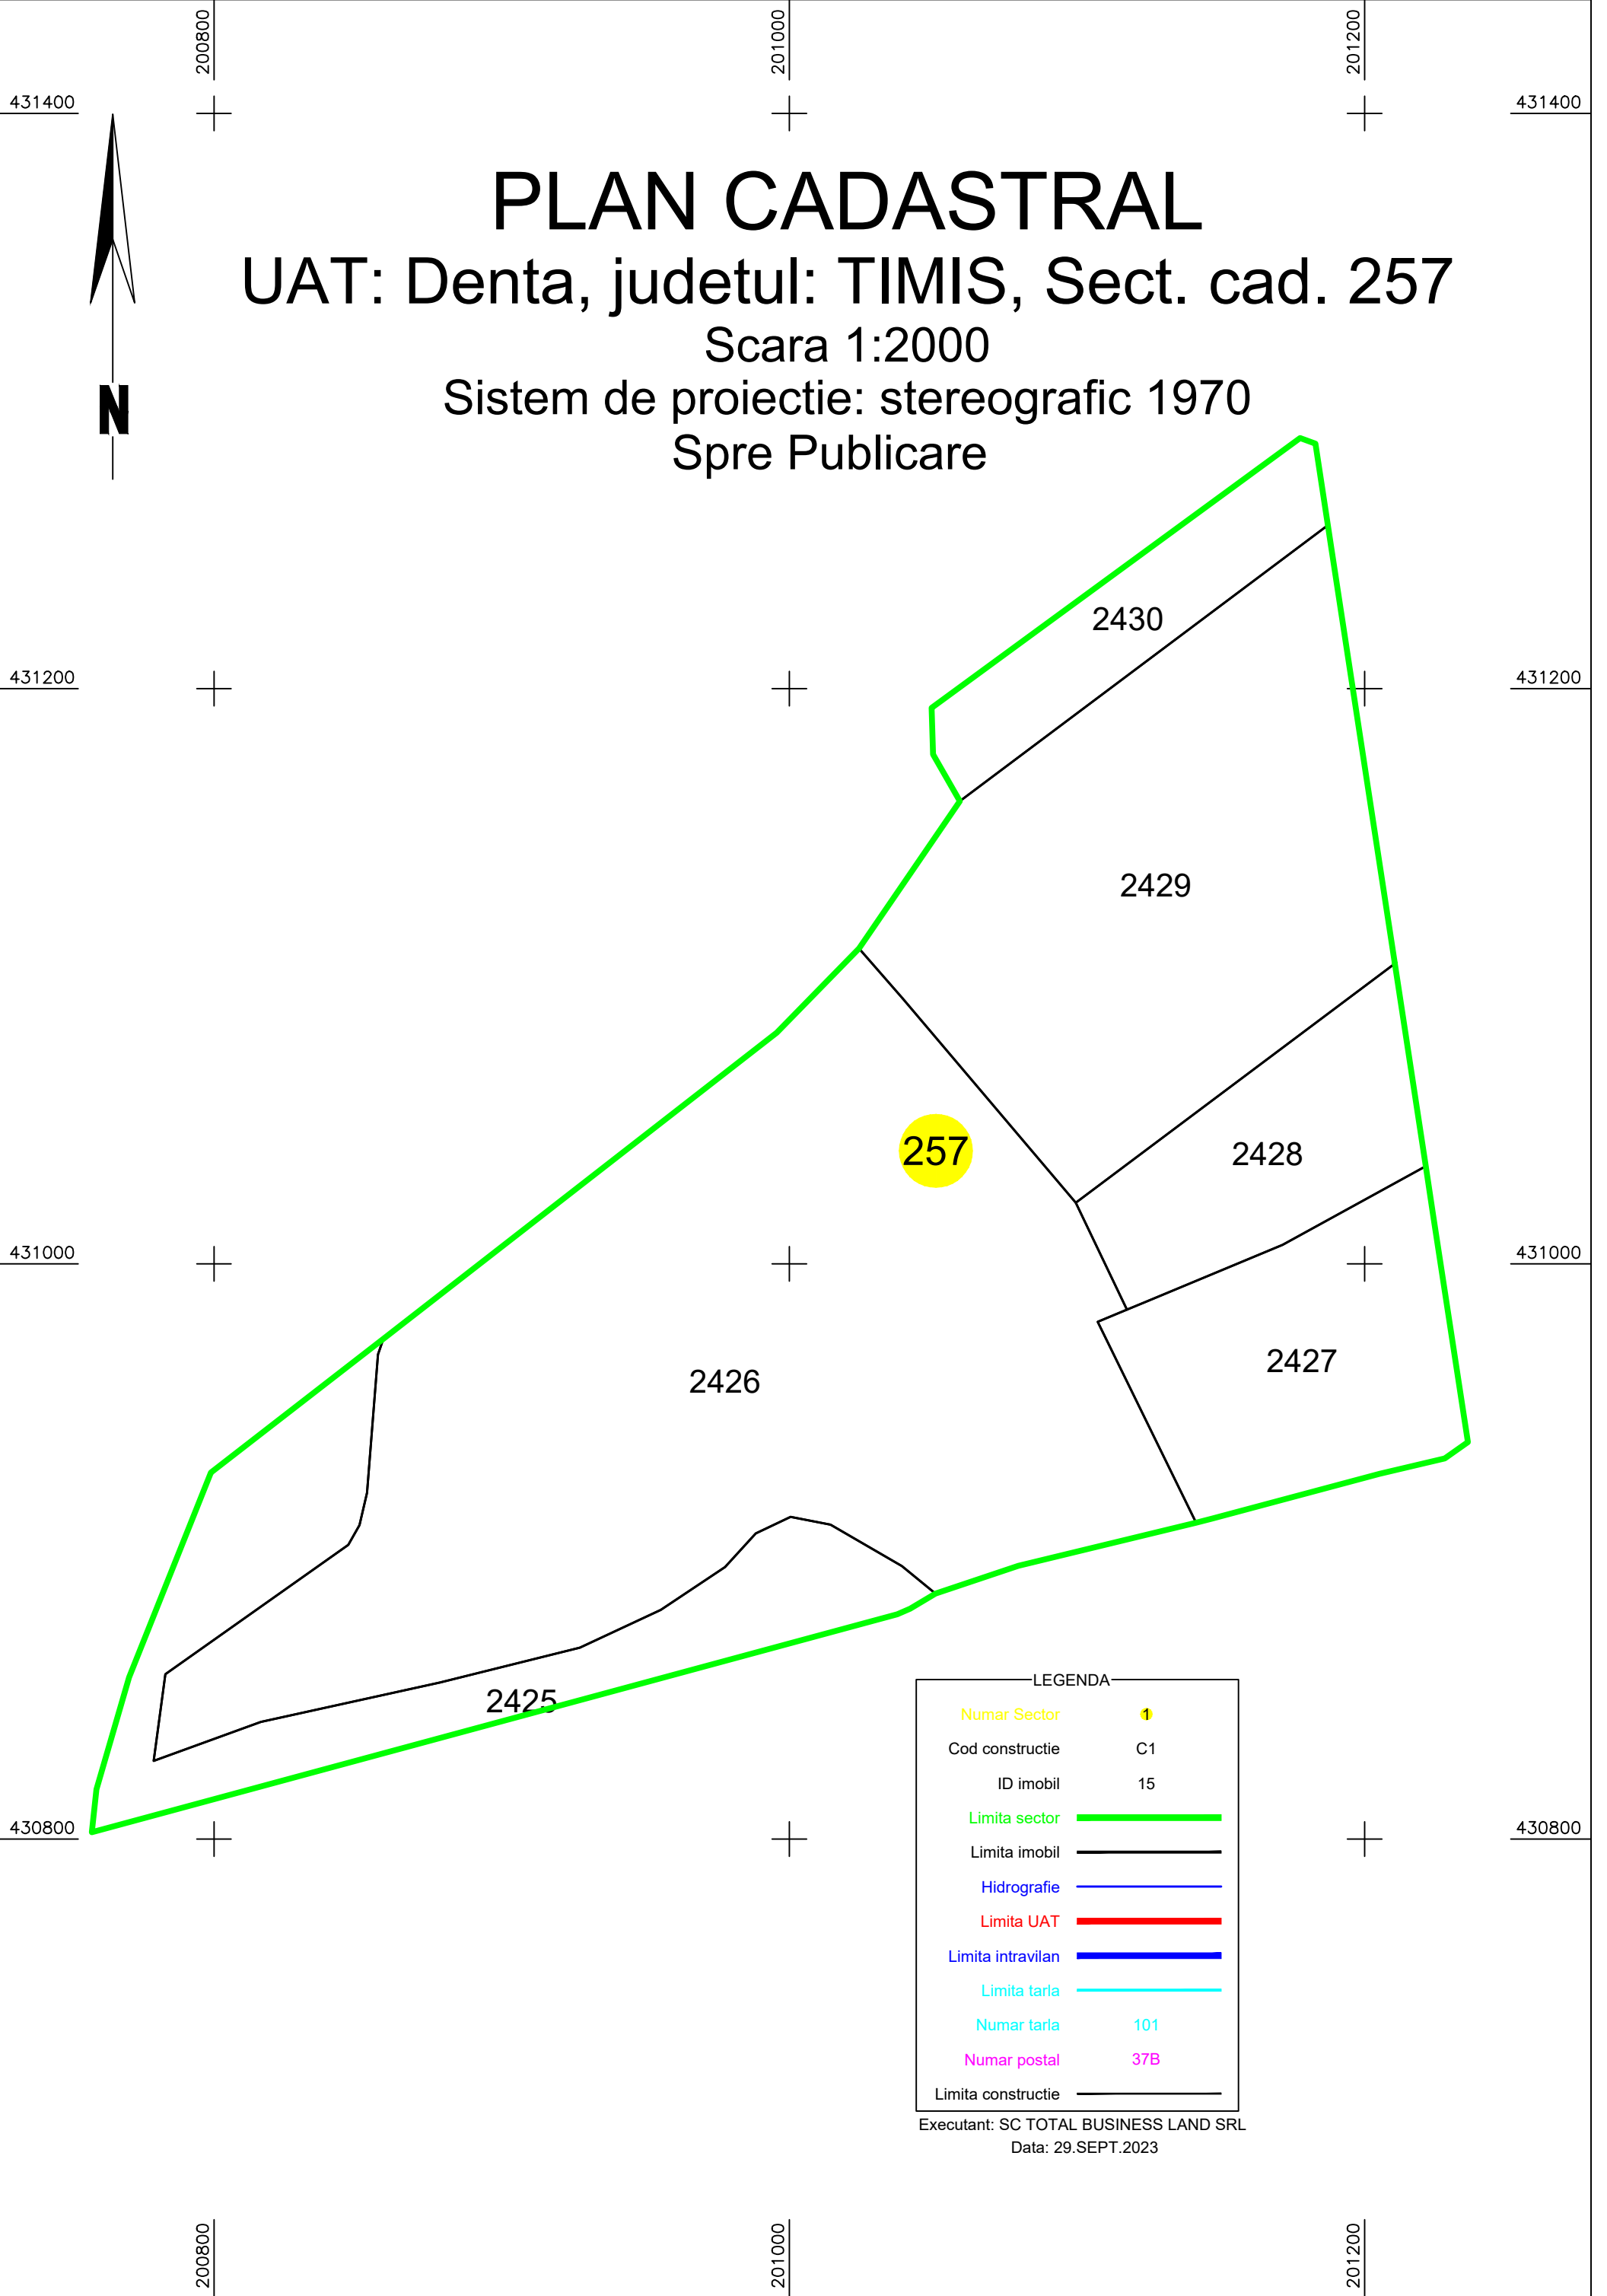 200800
201000
201200
431400
431400
PLAN CADASTRAL
UAT: Denta, judetul: TIMIS, Sect. cad. 257
Scara 1:2000
Sistem de proiectie: stereografic 1970
Spre Publicare
N
2430
431200
431200
2429
257
2428
431000
431000
2427
2426
2425
LEGENDA
Numar Sector 1
Cod constructie C1
ID imobil 15
Limita sector
Limita imobil
Hidrografie
Limita UAT
Limita intravilan
Limita tarla
Numar tarla 101
Numar postal 37B
Limita constructie
430800
430800
Executant: SC TOTAL BUSINESS LAND SRL
Data: 29.SEPT.2023
200800
201000
201200